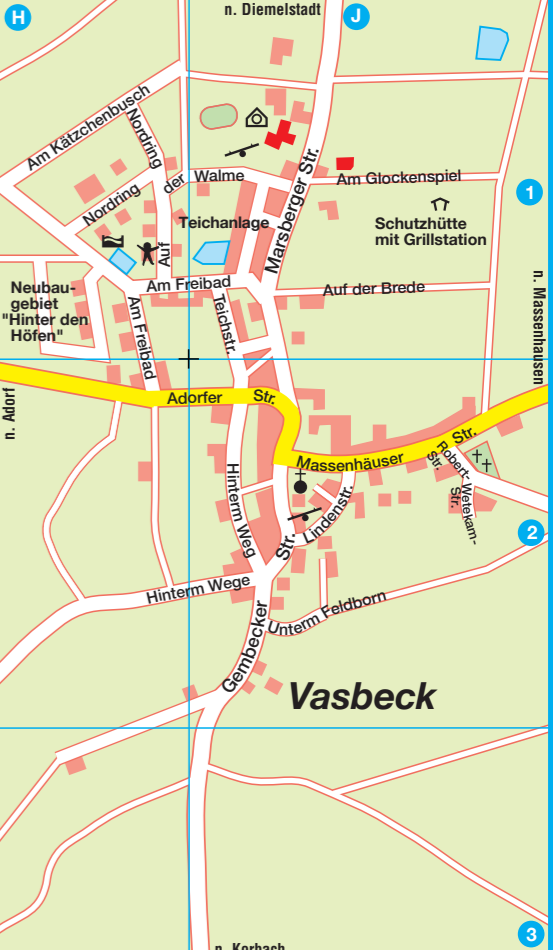 H
n. Diemelstadt
J
Am Kätzchenbusch
Nordring
Nordring
Auf
der
Walme
Marsberger Str.
Am Glockenspiel
1
Teichanlage
Schutzhütte
mit Grillstation
Neubau-
gebiet
"Hinter den
Höfen"
Am Freibad
Am Freibad
Teichstr.
Auf der Brede
n. Massenhausen
n. Adorf
Adorfer Str.
Massenhäuser Str.
Robert-Wetekam-
Str.
Str.
Hinterm Weg
Lindenstr.
2
Hinterm Wege
Unterm Feldborn
Gembecker Str.
Vasbeck
3
n. Korbach